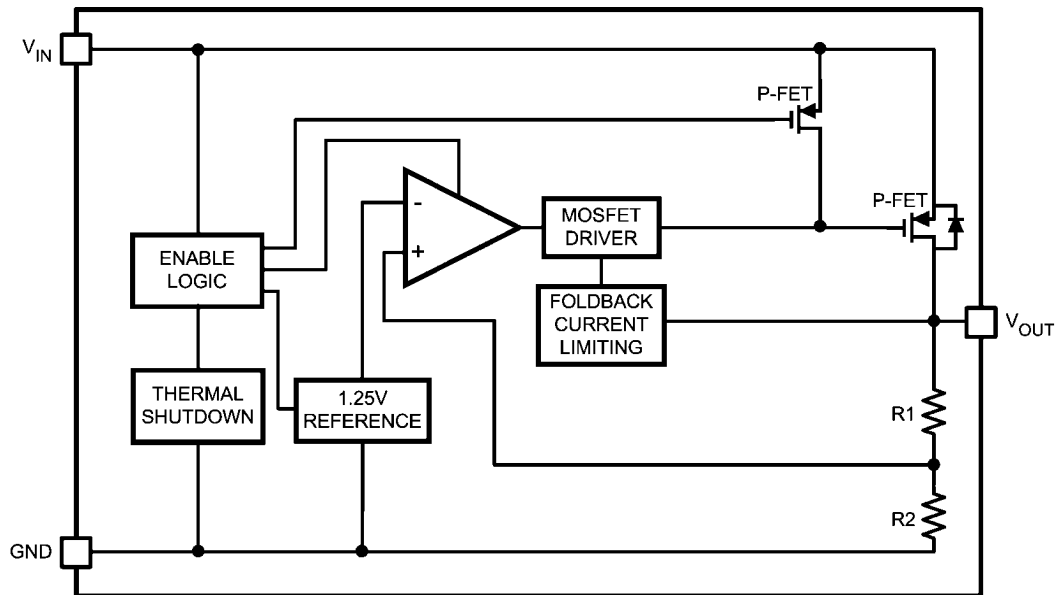 VIN
P-FET
P-FET
-
+
MOSFET
DRIVER
ENABLE
LOGIC
FOLDBACK
CURRENT
LIMITING
VOUT
THERMAL
SHUTDOWN
1.25V
REFERENCE
R1
R2
GND